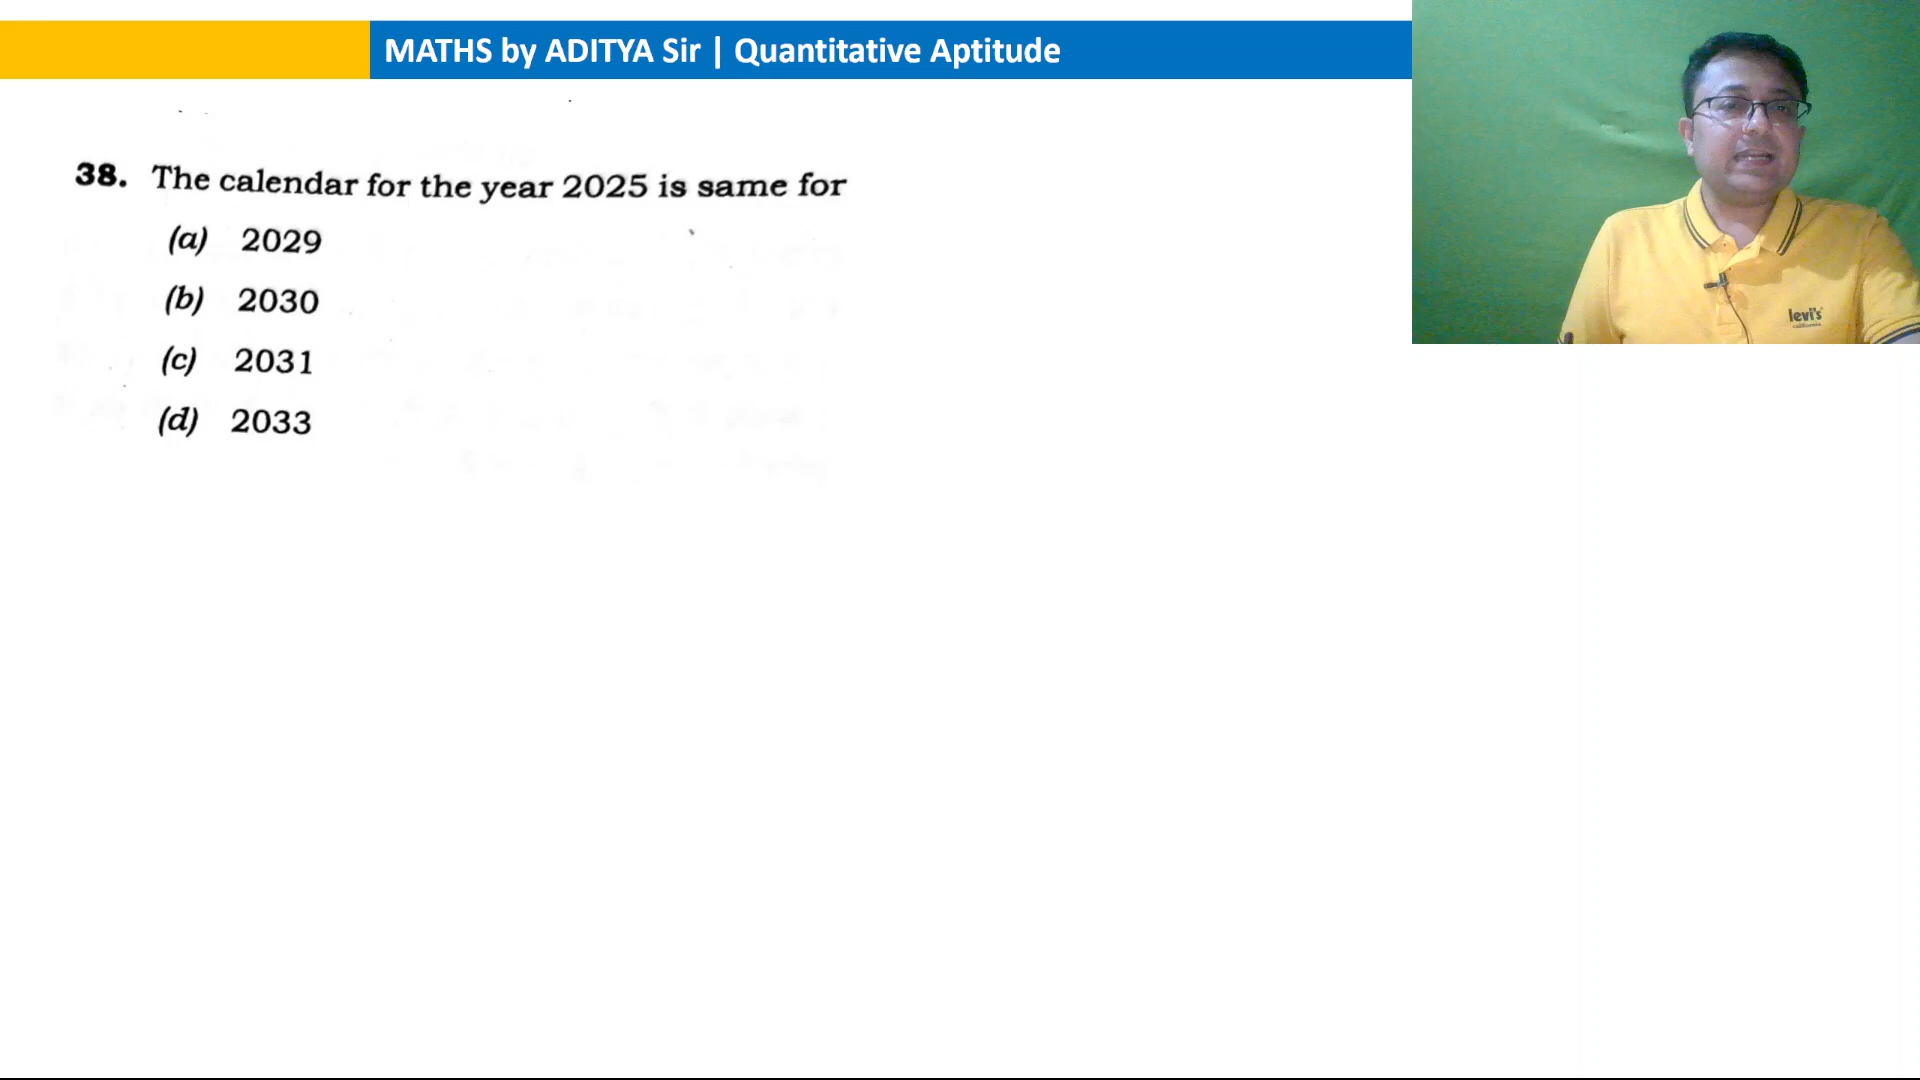 MATHS by ADITYA Sir | Quantitative Aptitude
38. The calendar for the year 2025 is same for
(a) 2029
(b) 2030
(c) 2031
(d) 2033
levi's
california